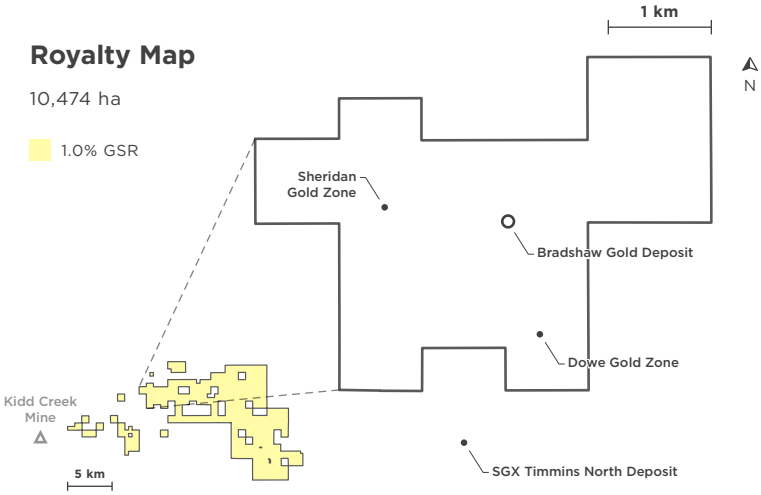 1 km
Royalty Map
N
10,474 ha
1.0% GSR
Sheridan
Gold Zone
Bradshaw Gold Deposit
Dowe Gold Zone
Kidd Creek
Mine
SGX Timmins North Deposit
5 km